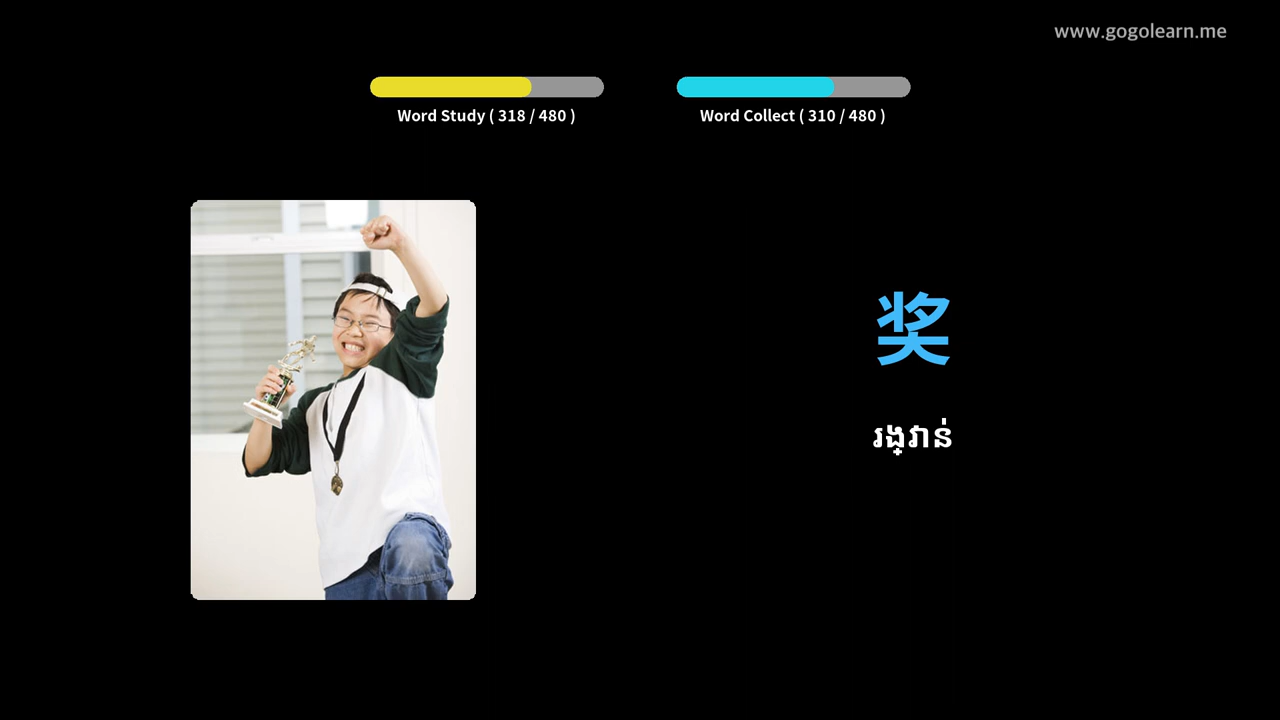 www.gogolearn.me
Word Study ( 318 / 480 )
Word Collect ( 310 / 480 )
奖
រង្វាន់